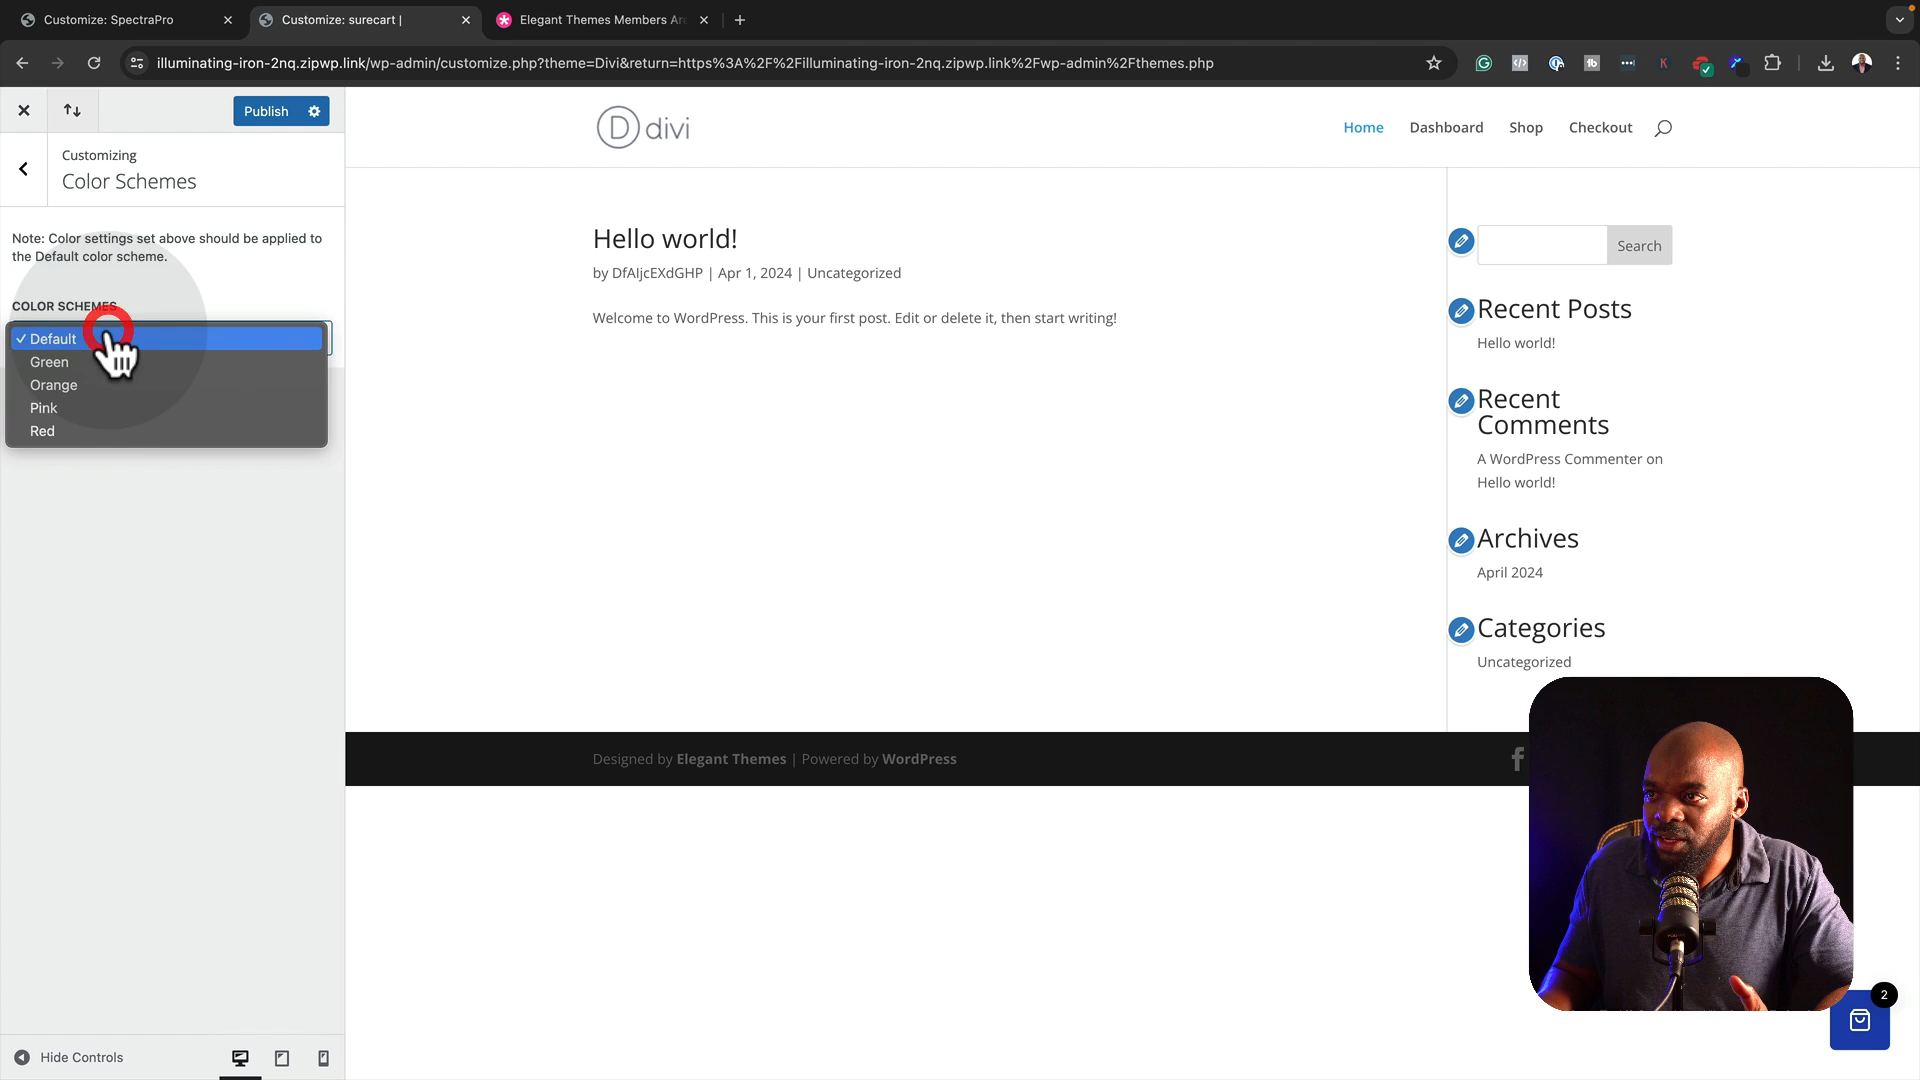 Customize: SpectraPro
Customize: surecart |
Elegant Themes Members Are
illuminating-iron-2nq.zipwp.link/wp-admin/customize.php?theme=Divi&return=https%3A%2F%2Filluminating-iron-2nq.zipwp.link%2Fwp-admin%2Fthemes.php
Publish
Customizing
Color Schemes
Note: Color settings set above should be applied to
the Default color scheme.
COLOR SCHEMES
✓ Default
Green
Orange
Pink
Red
Hide Controls
D divi
Home
Dashboard
Shop
Checkout
Hello world!
by DfAIjcEXdGHP | Apr 1, 2024 | Uncategorized
Welcome to WordPress. This is your first post. Edit or delete it, then start writing!
Search
Recent Posts
Hello world!
Recent
Comments
A WordPress Commenter on
Hello world!
Archives
April 2024
Categories
Uncategorized
Designed by Elegant Themes | Powered by WordPress
2